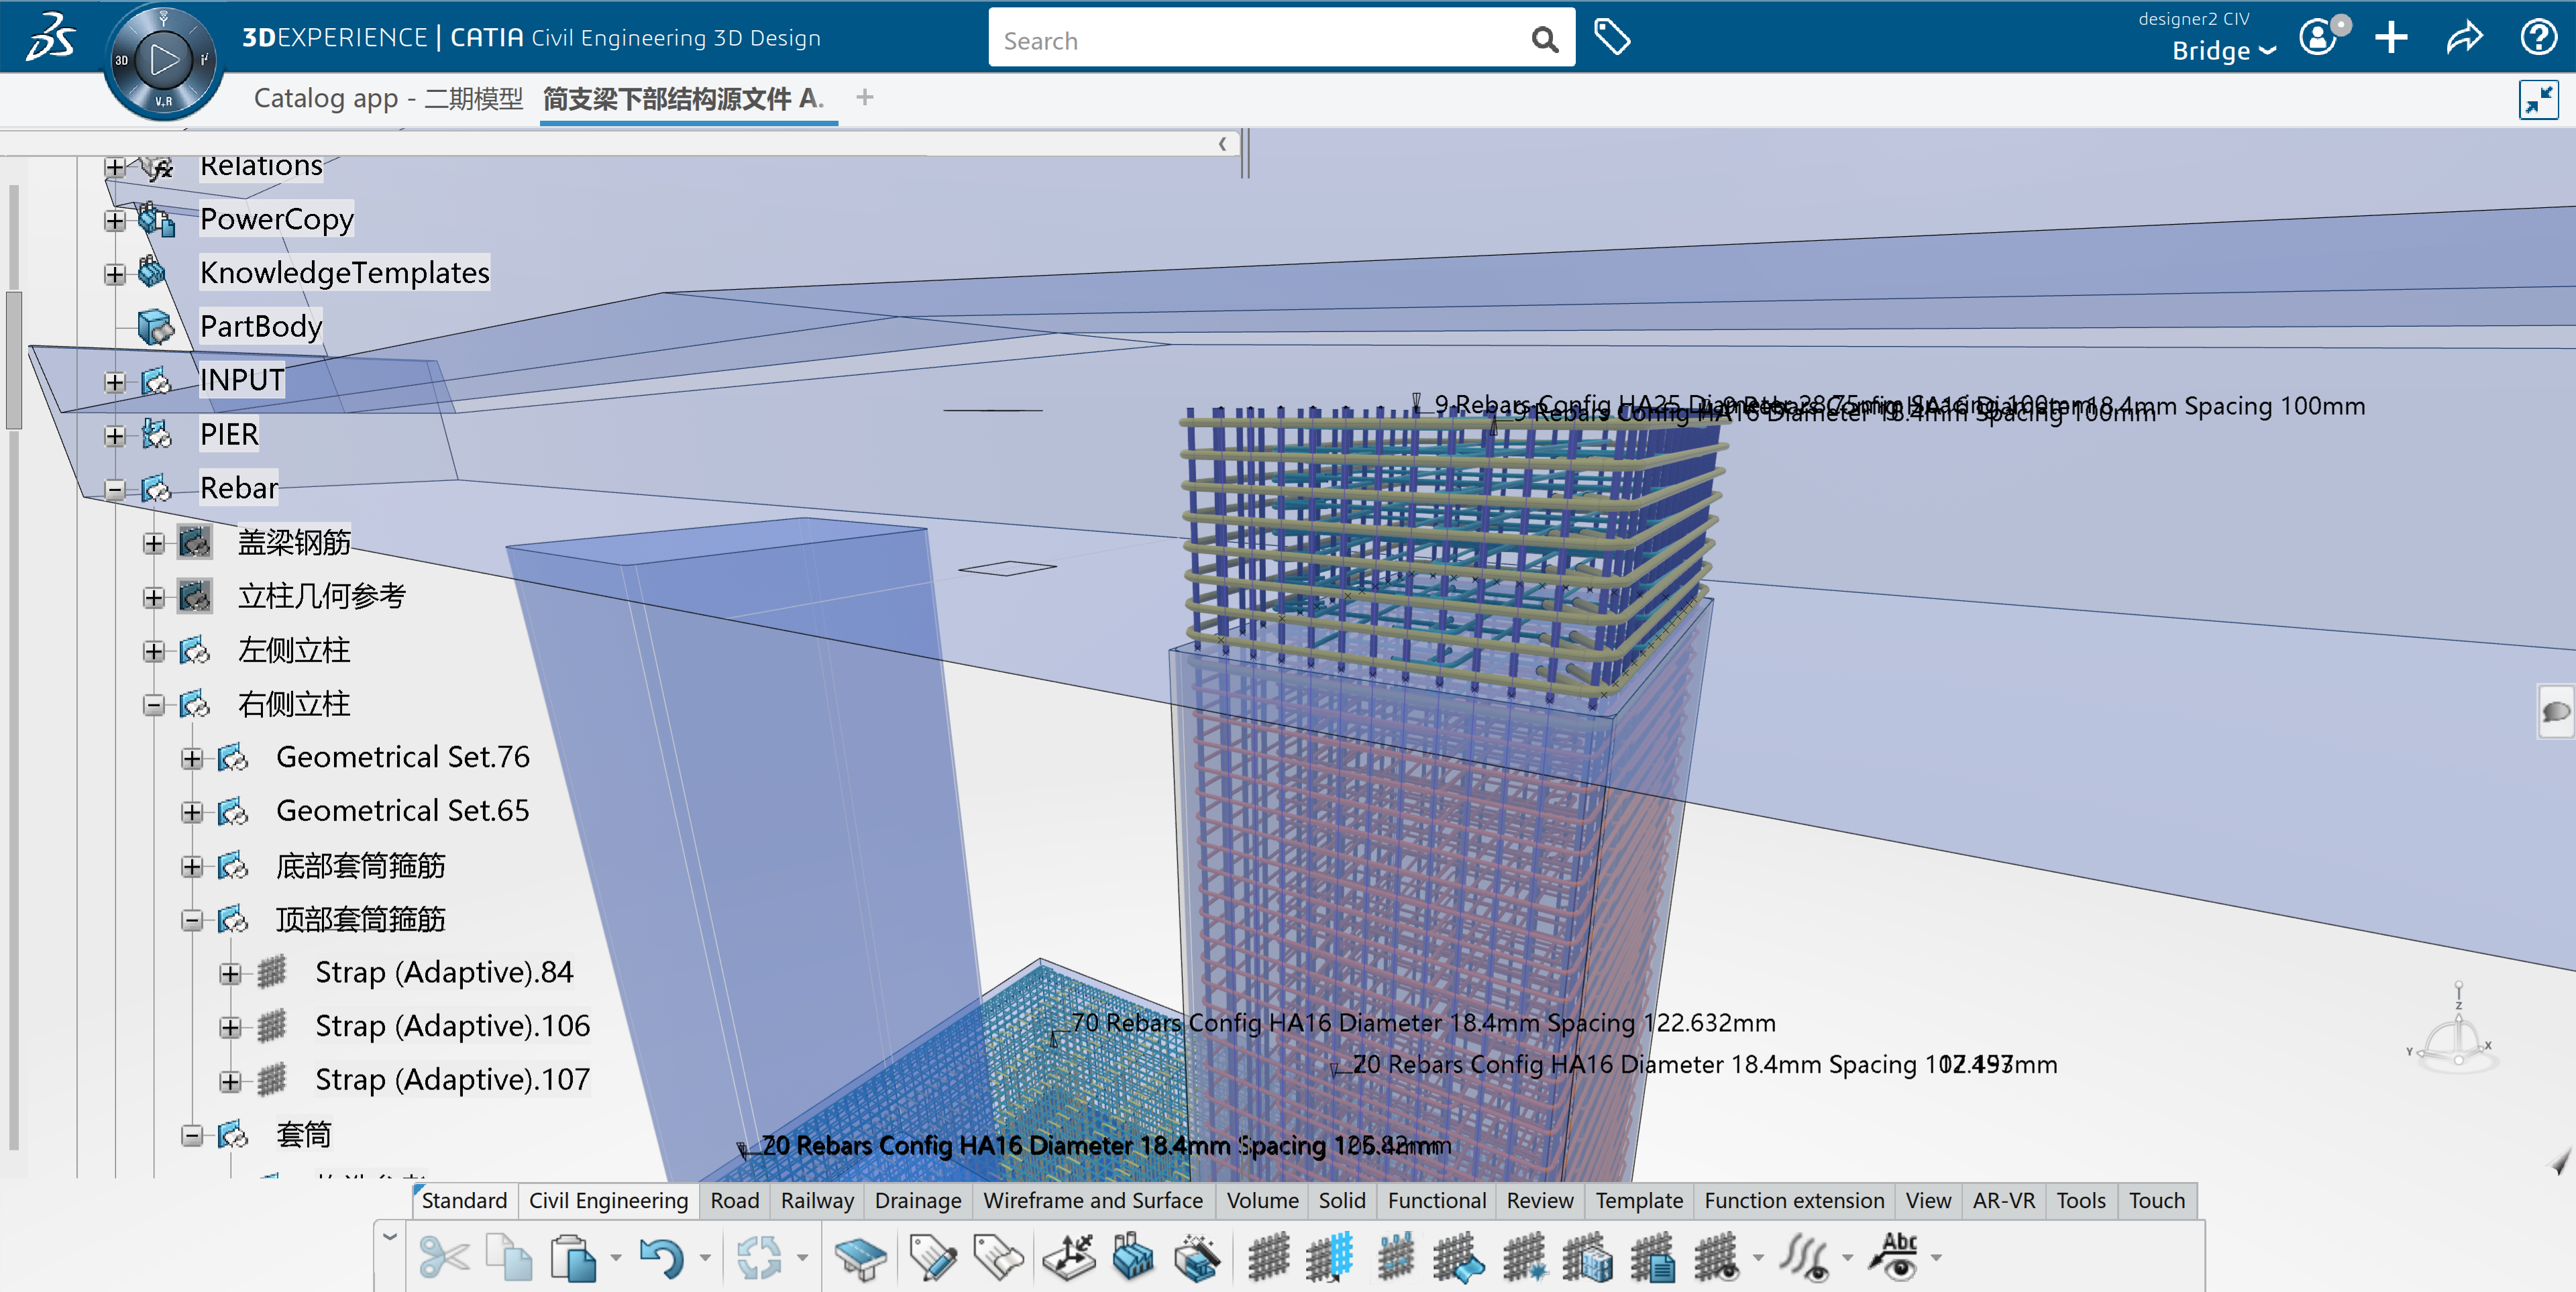 3DEXPERIENCE | CATIA Civil Engineering 3D Design
Search
designer2 CIV
Bridge
3D
V,R
Catalog app - 二期模型
简支梁下部结构源文件 A.
Relations
PowerCopy
KnowledgeTemplates
PartBody
INPUT
PIER
Rebar
盖梁钢筋
立柱几何参考
左侧立柱
右侧立柱
Geometrical Set.76
Geometrical Set.65
底部套筒箍筋
顶部套筒箍筋
Strap (Adaptive).84
Strap (Adaptive).106
Strap (Adaptive).107
套筒
9 Rebars Config HA25 Diameter 28.75mm Spacing 100mm
9 Rebars Config HA16 Diameter 18.4mm Spacing 100mm
18.4mm Spacing 100mm
70 Rebars Config HA16 Diameter 18.4mm Spacing 122.632mm
Rebars Config HA16 Diameter 18.4mm Spacing
Rebars Config HA16 Diameter 18.4mm Spacing
Z
Y
X
Standard
Civil Engineering
Road
Railway
Drainage
Wireframe and Surface
Volume
Solid
Functional
Review
Template
Function extension
View
AR-VR
Tools
Touch
Abc